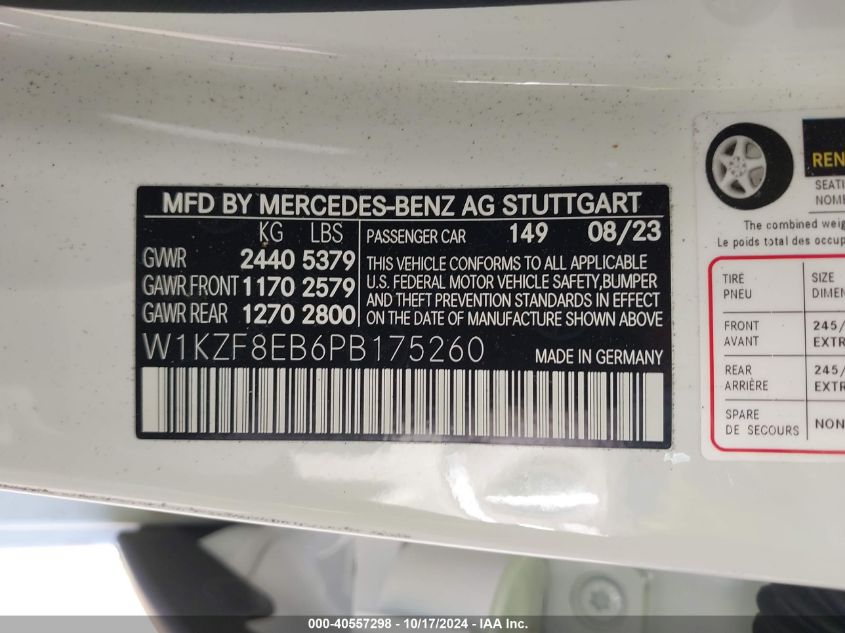 MFD BY MERCEDES-BENZ AG STUTTGART
KG LBS
GVWR 2440 5379
GAWR FRONT 1170 2579
GAWR REAR 1270 2800
PASSENGER CAR 149 08/23
THIS VEHICLE CONFORMS TO ALL APPLICABLE
U.S. FEDERAL MOTOR VEHICLE SAFETY, BUMPER
AND THEFT PREVENTION STANDARDS IN EFFECT
ON THE DATE OF MANUFACTURE SHOWN ABOVE
W1KZF8EB6PB175260
MADE IN GERMANY
The combined
Le poids total des
TIRE
PNEU
SIZE
FRONT
AVANT
245/
REAR
ARRIÈRE
245/
SPARE
DE SECOURS
000-40557298 - 10/17/2024 - IAA Inc.